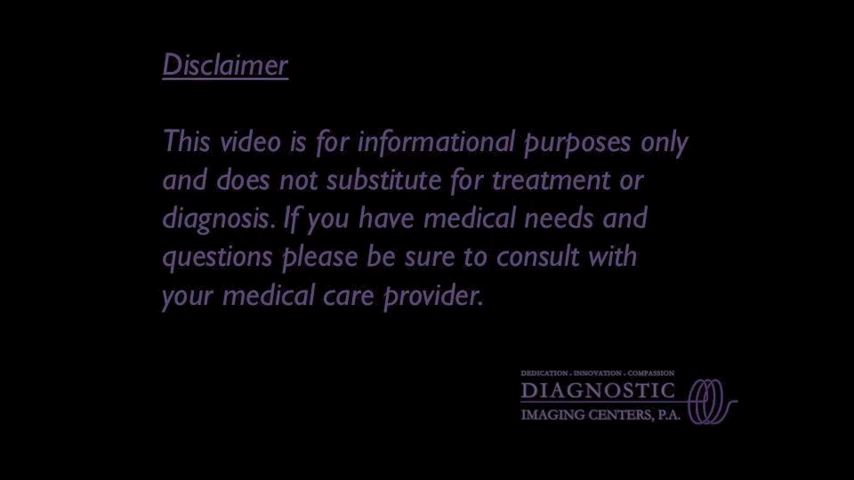 Disclaimer
This video is for informational purposes only
and does not substitute for treatment or
diagnosis. If you have medical needs and
questions please be sure to consult with
your medical care provider.
DEDICATION . INNOVATION . COMPASSION
DIAGNOSTIC
IMAGING CENTERS, P.A.